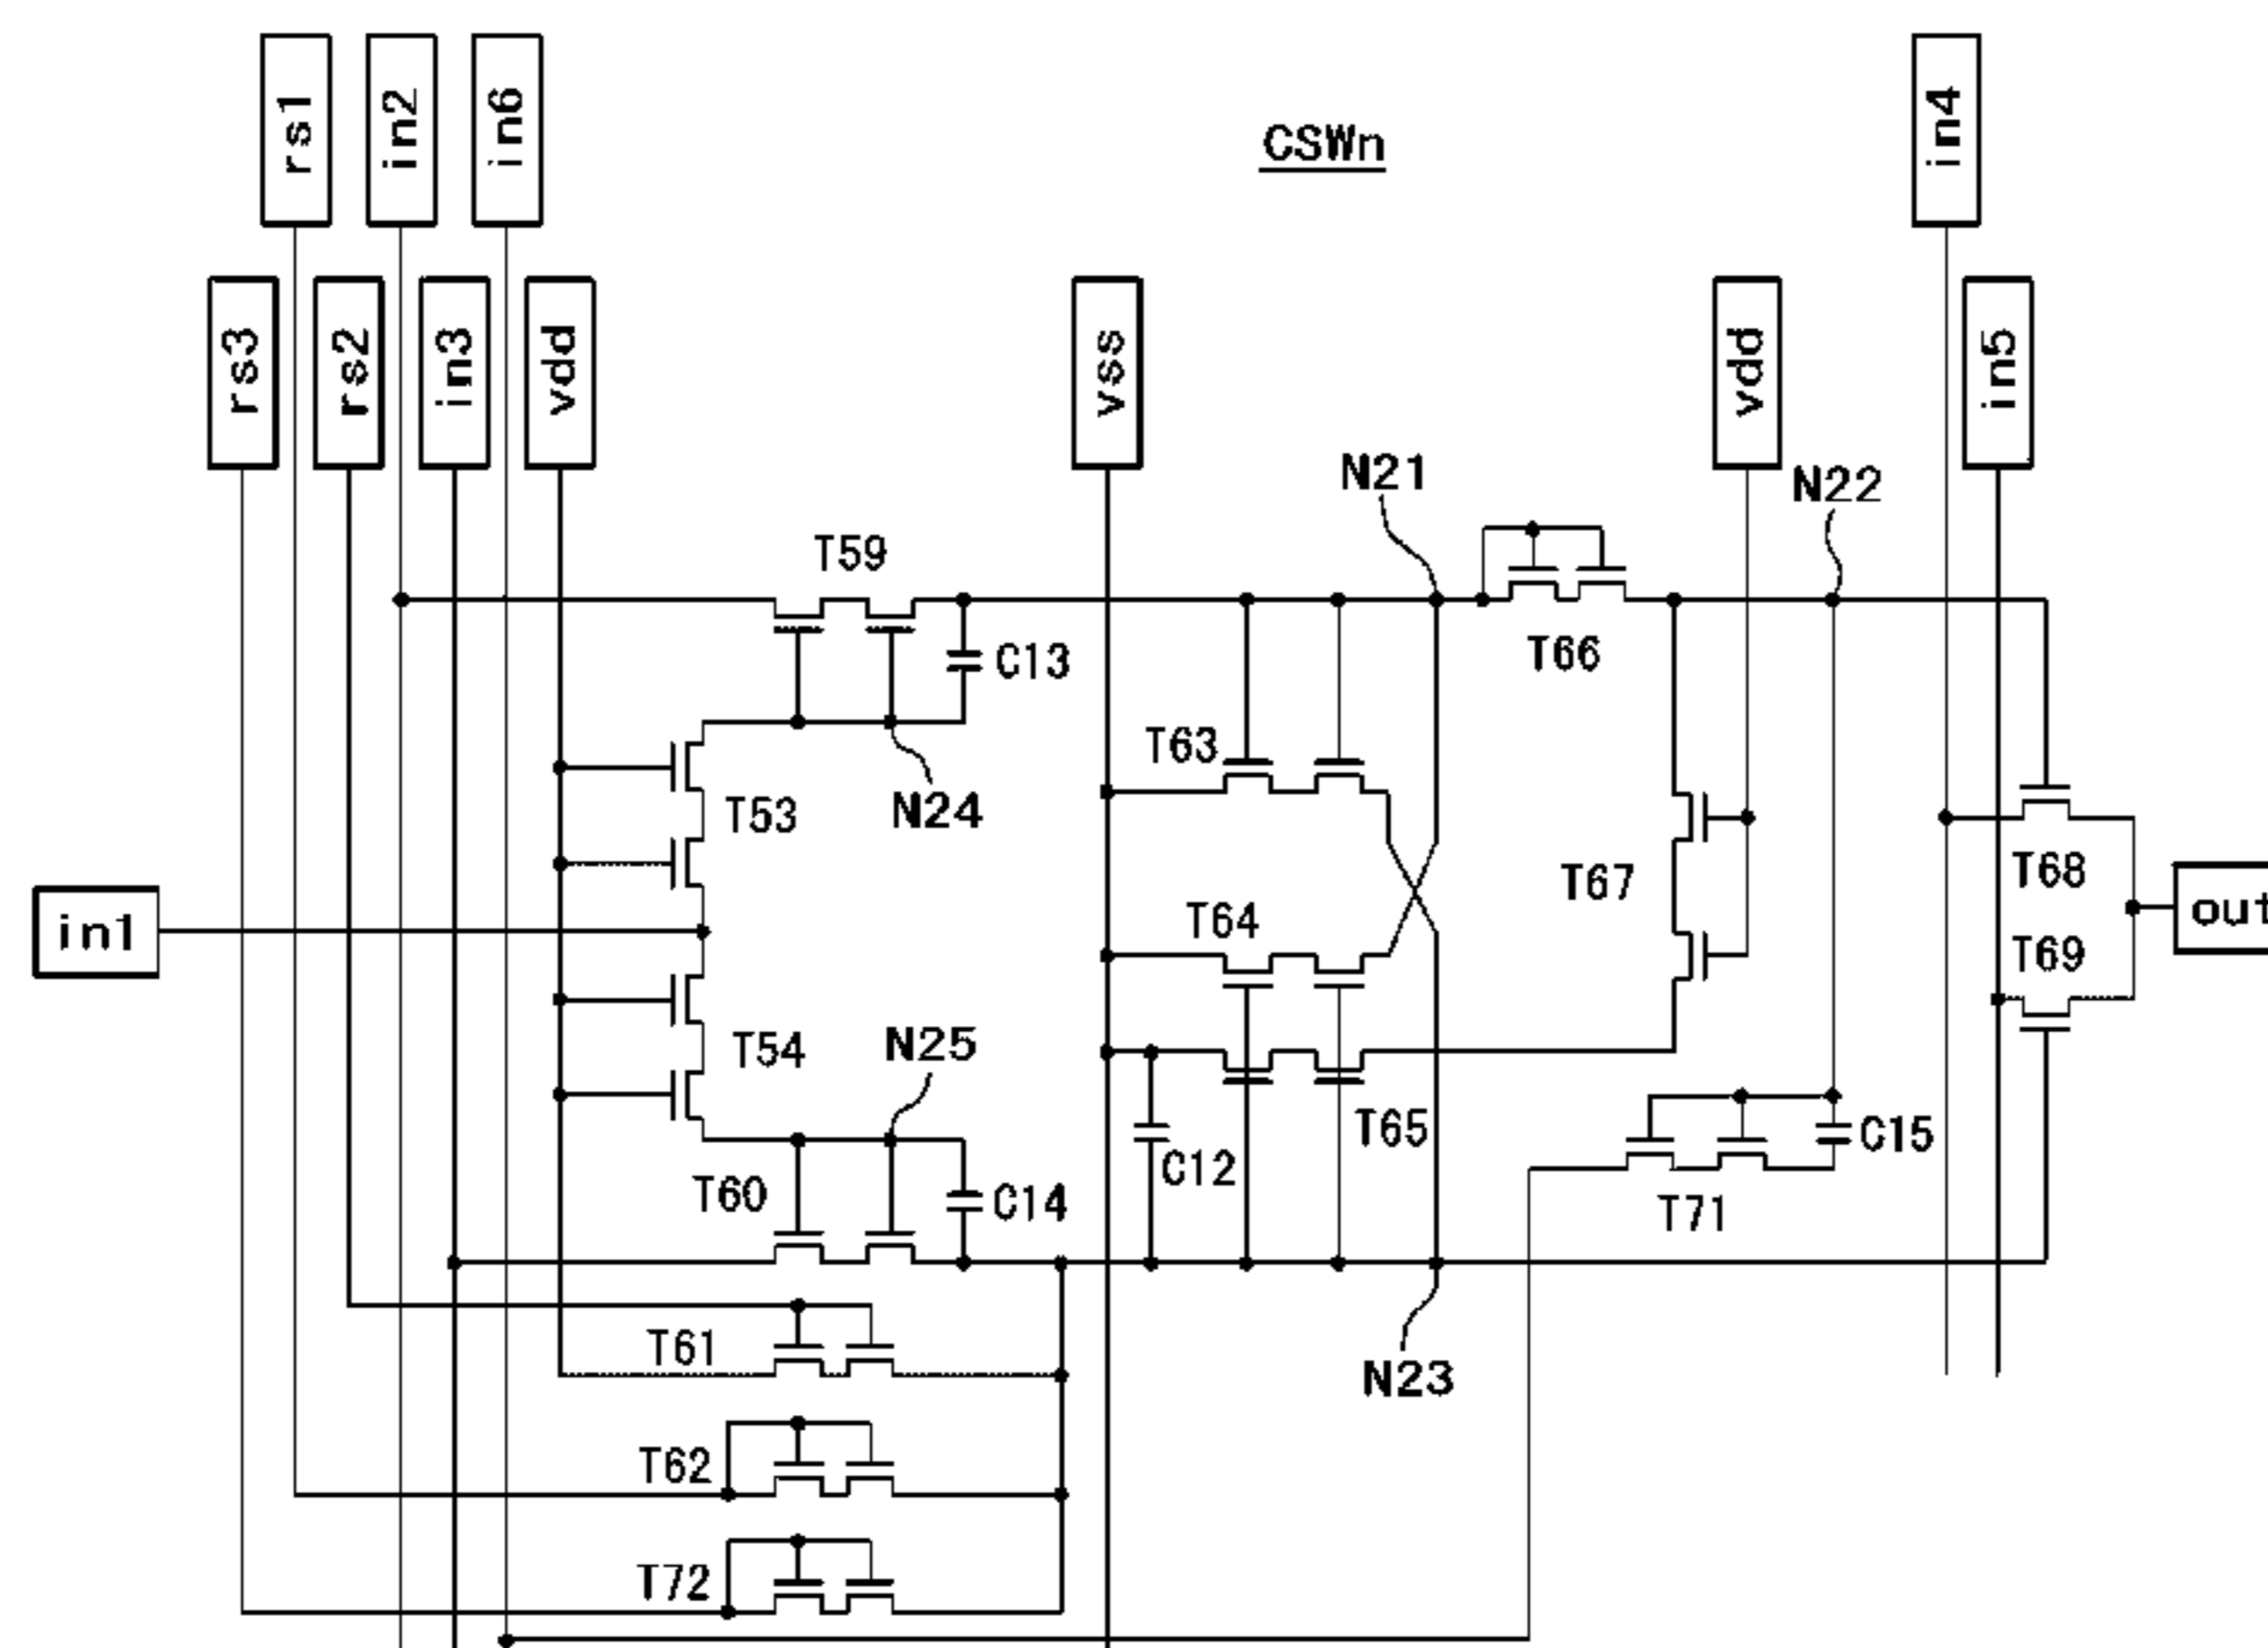 rs1
in2
in6
CSWn
in4
rs3
rs2
in3
vdd
vss
vdd
in5
N21
N22
T59
T66
C13
T63
T53
N24
T67
T68
in1
T64
out
T69
T54
N25
T65
C15
C12
T60
C14
T71
T61
N23
T62
T72